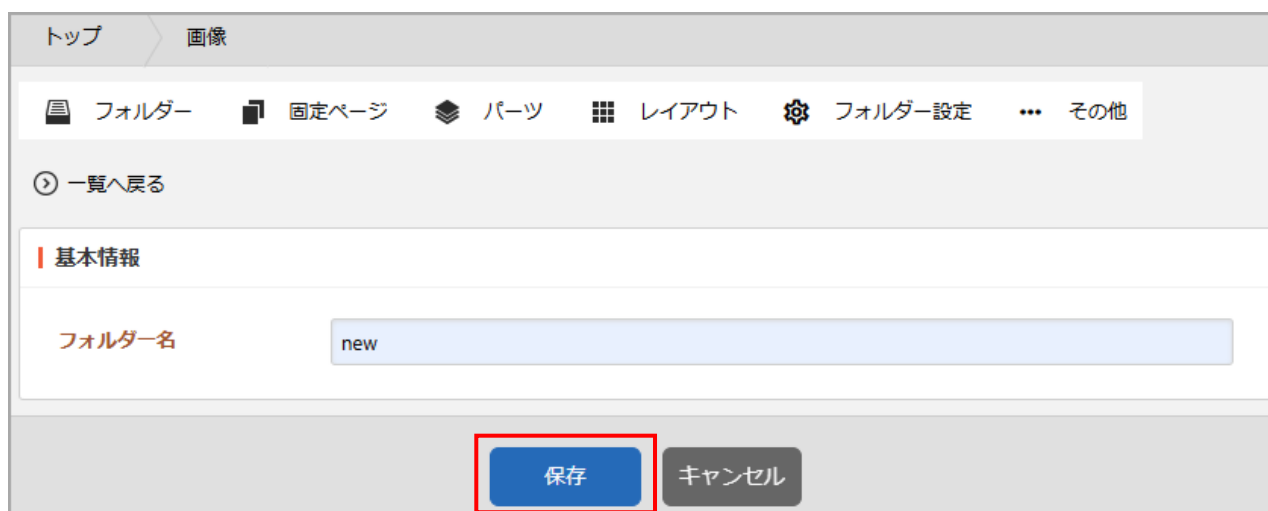 トップ 画像
フォルダー 固定ページ パーツ レイアウト フォルダー設定 その他
一覧へ戻る
基本情報
フォルダー名 new
保存 キャンセル